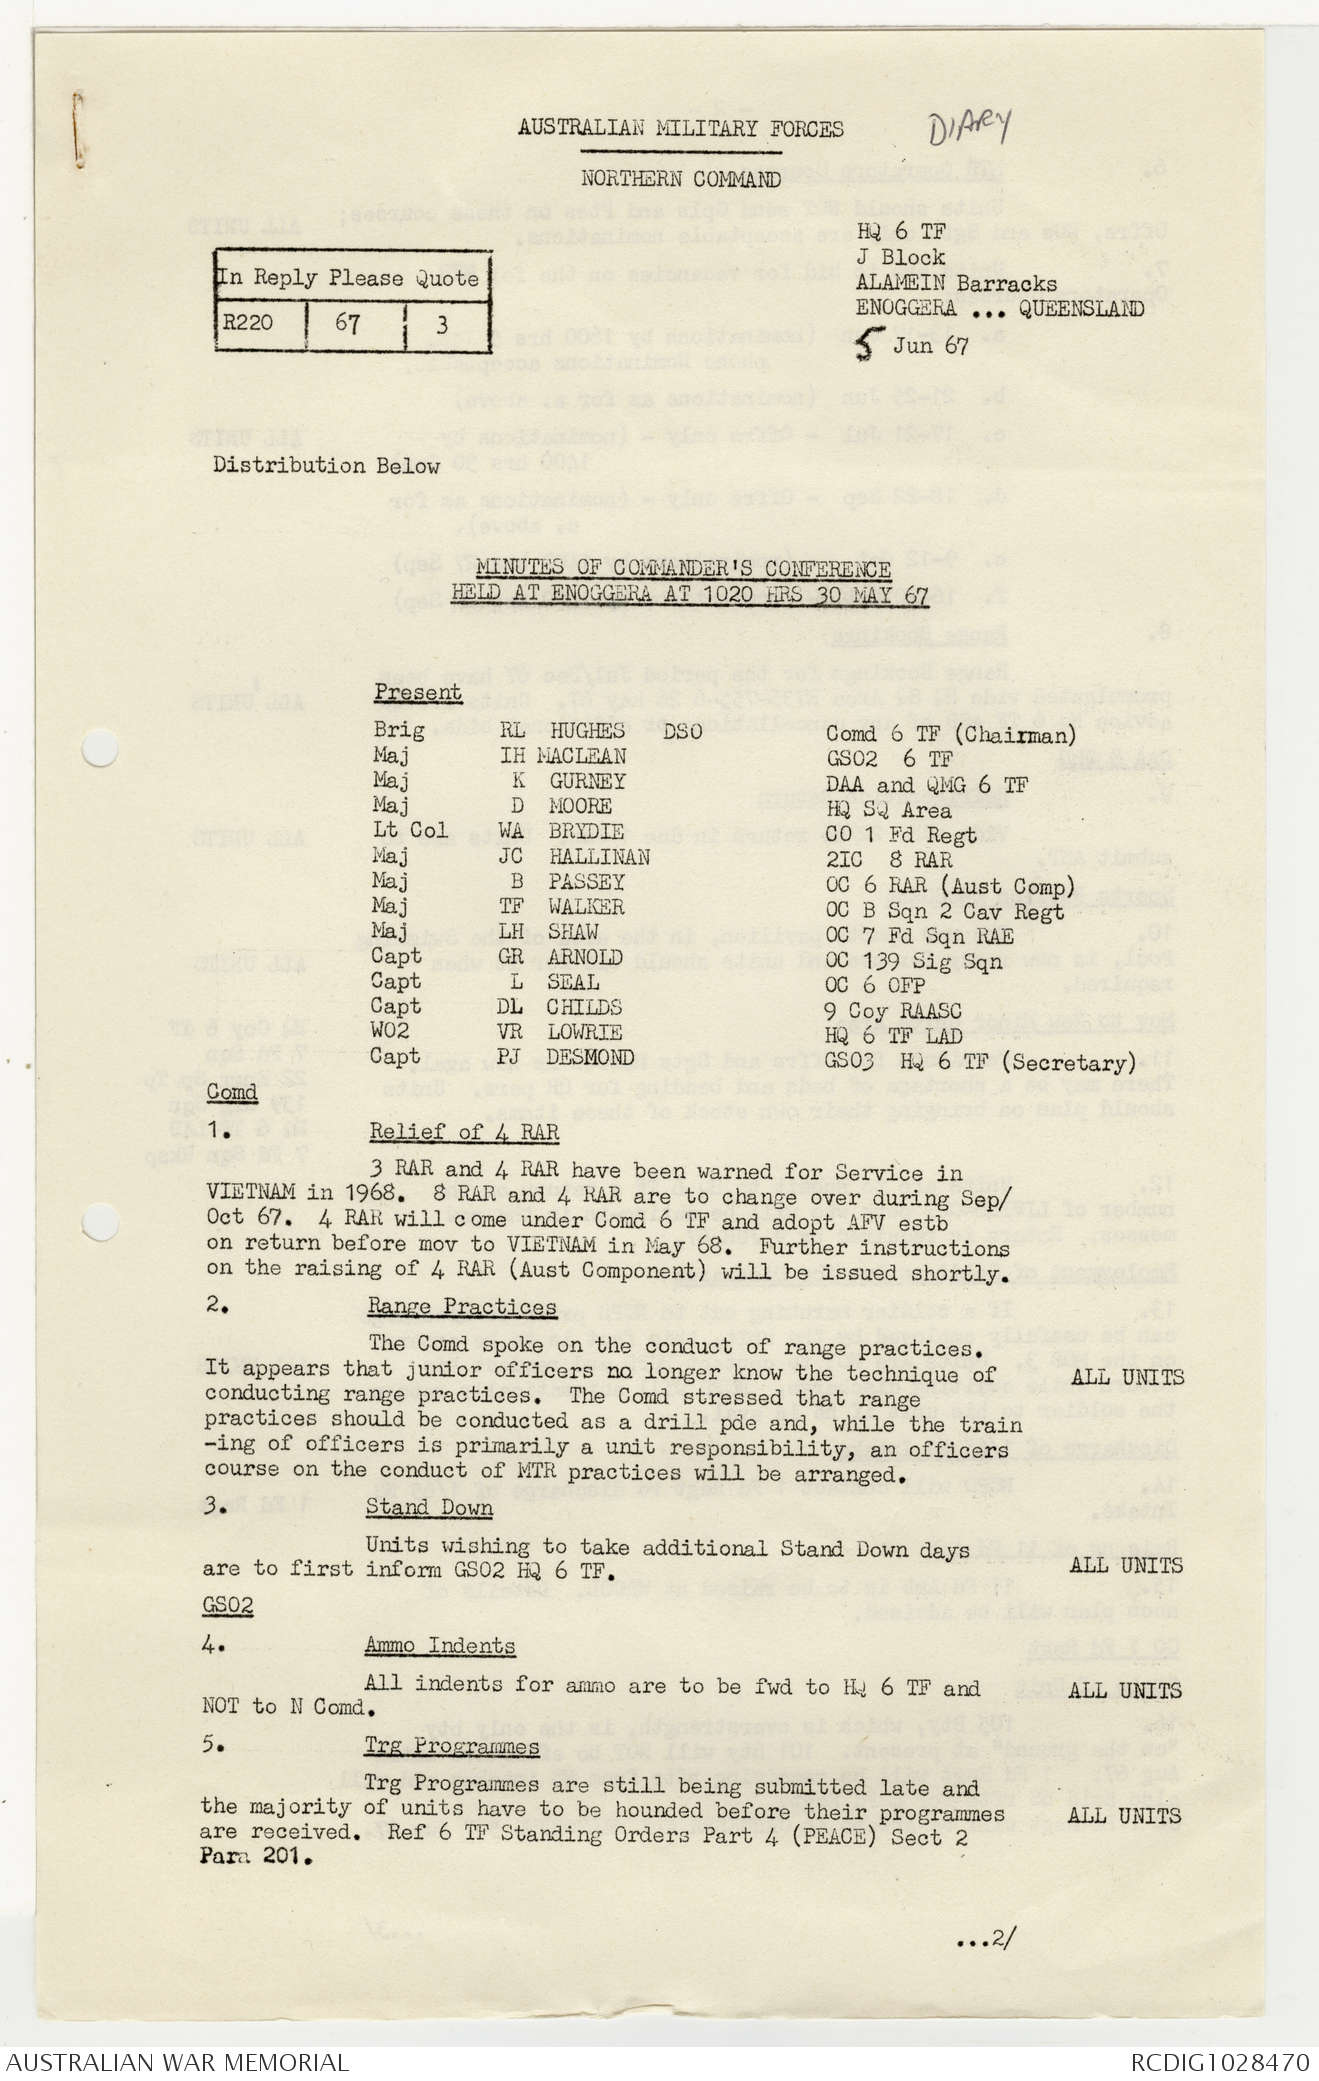 AUSTRALIAN MILITARY FORCES
DIARY
NORTHERN COMMAND
HQ 6 TF
J Block
ALAMEIN Barracks
ENOGGERA ... QUEENSLAND
5 Jun 67
In Reply Please Quote
R220 67 3
Distribution Below
MINUTES OF COMMANDER'S CONFERENCE
HELD AT ENOGGERA AT 1020 HRS 30 MAY 67
Present
Brig RL HUGHES DSO Comd 6 TF (Chairman)
Maj IH MACLEAN GSO2 6 TF
Maj K GURNEY DAA and QMG 6 TF
Maj D MOORE HQ SQ Area
Lt Col WA BRYDIE CO 1 Fd Regt
Maj JC HALLINAN 2IC 8 RAR
Maj B PASSEY OC 6 RAR (Aust Comp)
Maj TF WALKER OC B Sqn 2 Cav Regt
Maj LH SHAW OC 7 Fd Sqn RAE
Capt GR ARNOLD OC 139 Sig Sqn
Capt L SEAL OC 6 OFP
Capt DL CHILDS 9 Coy RAASC
WO2 VR LOWRIE HQ 6 TF LAD
Capt PJ DESMOND GSO3 HQ 6 TF (Secretary)
Comd
1. Relief of 4 RAR
3 RAR and 4 RAR have been warned for Service in
VIETNAM in 1968. 8 RAR and 4 RAR are to change over during Sep/
Oct 67. 4 RAR will come under Comd 6 TF and adopt AFV estb
on return before mov to VIETNAM in May 68. Further instructions
on the raising of 4 RAR (Aust Component) will be issued shortly.
2. Range Practices
The Comd spoke on the conduct of range practices.
It appears that junior officers no longer know the technique of ALL UNITS
conducting range practices. The Comd stressed that range
practices should be conducted as a drill pde and, while the train
-ing of officers is primarily a unit responsibility, an officers
course on the conduct of MTR practices will be arranged.
3. Stand Down
Units wishing to take additional Stand Down days
are to first inform GSO2 HQ 6 TF. ALL UNITS
GSO2
4. Ammo Indents
All indents for ammo are to be fwd to HQ 6 TF and ALL UNITS
NOT to N Comd.
5. Trg Programmes
Trg Programmes are still being submitted late and
the majority of units have to be hounded before their programmes ALL UNITS
are received. Ref 6 TF Standing Orders Part 4 (PEACE) Sect 2
Para 201.
...2/
AUSTRALIAN WAR MEMORIAL RCDIG1028470